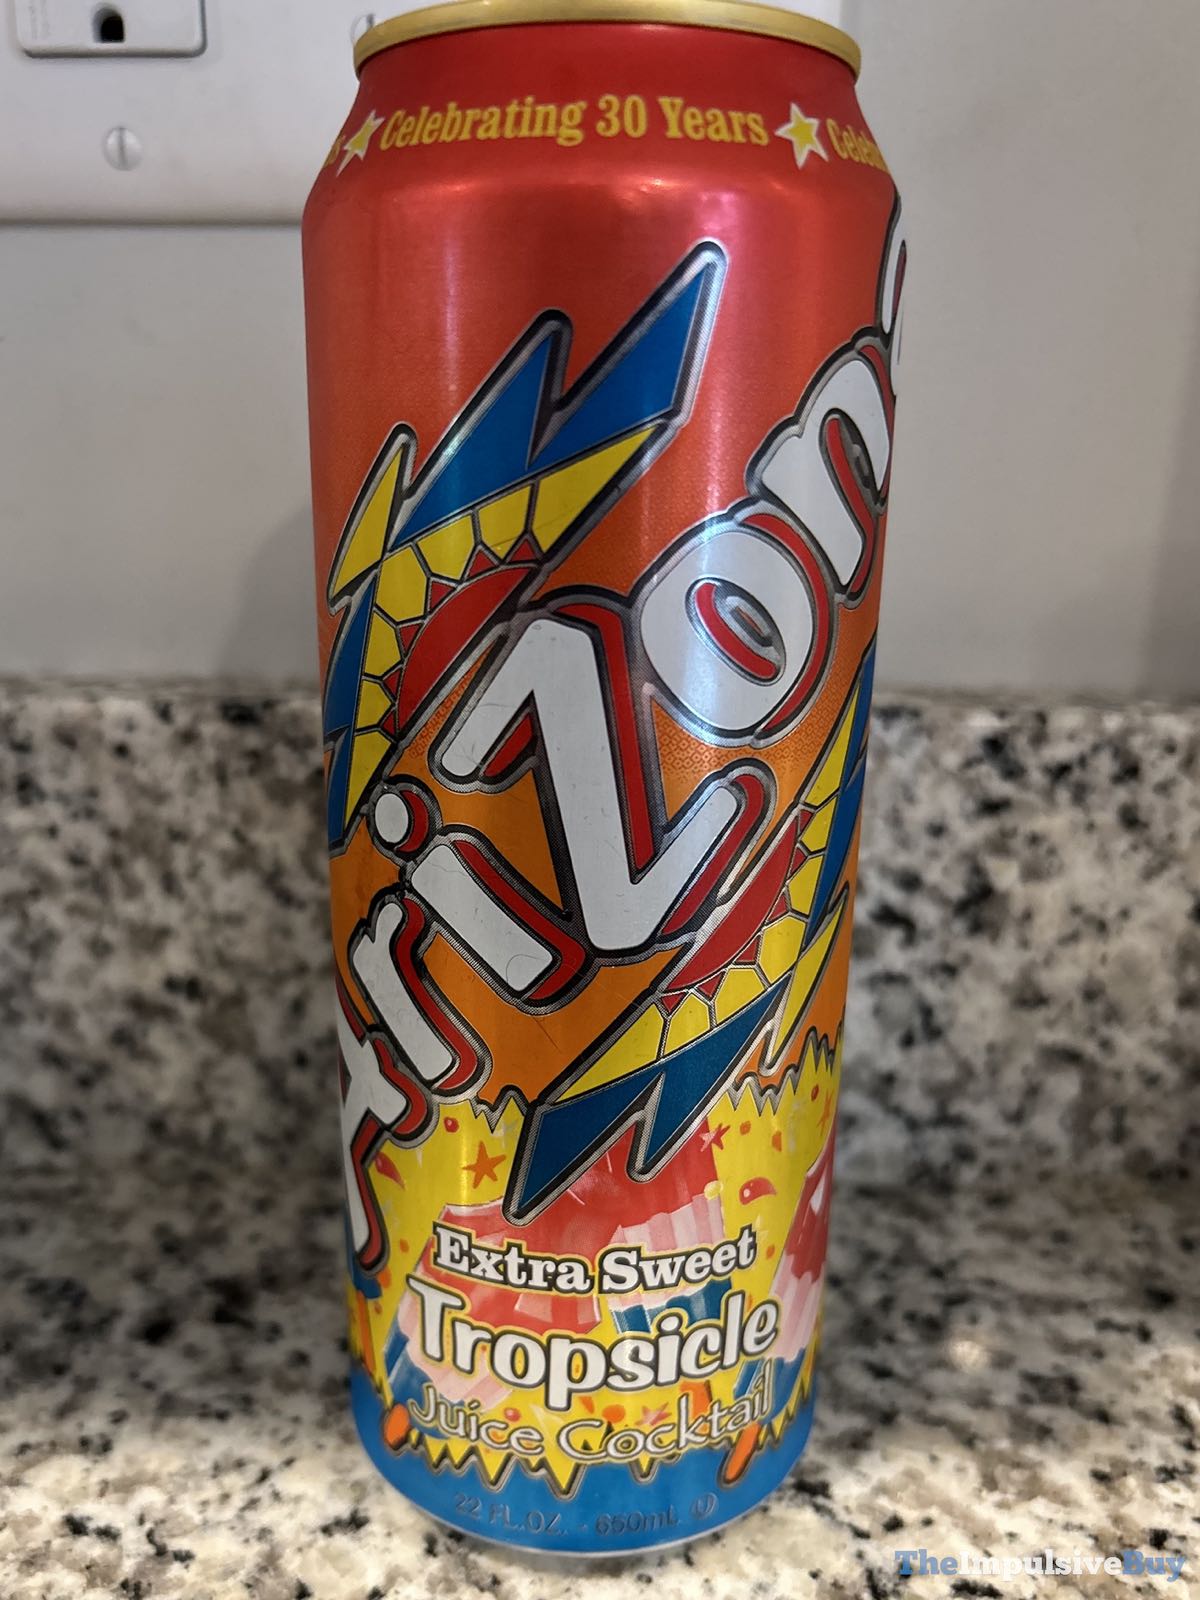 Celebrating 30 Years
AriZona
Extra Sweet
Tropsicle
Juice Cocktail
22 FL.OZ. - 650mL U
TheImpulsiveBuy